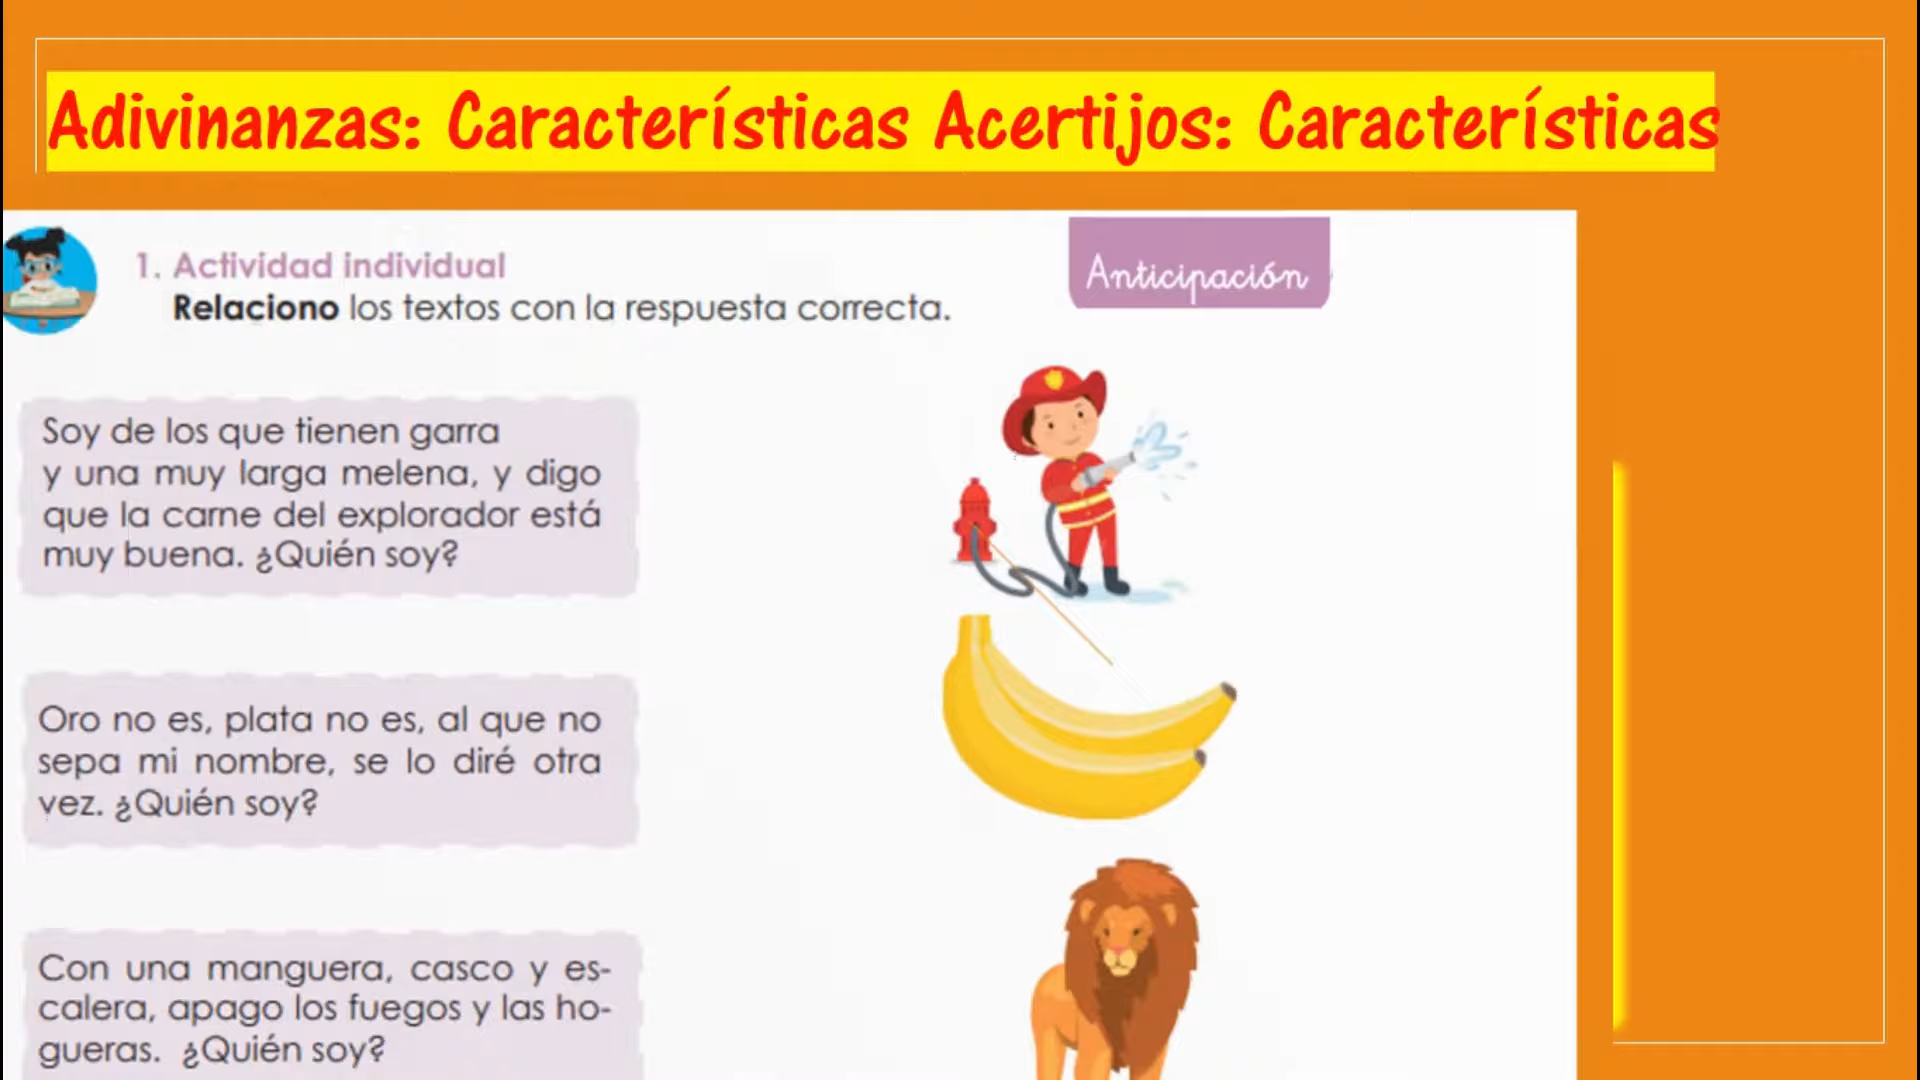 Adivinanzas: Características Acertijos: Características
1. Actividad individual
Relaciono los textos con la respuesta correcta.
Anticipación
Soy de los que tienen garra
y una muy larga melena, y digo
que la carne del explorador está
muy buena. ¿Quién soy?
Oro no es, plata no es, al que no
sepa mi nombre, se lo diré otra
vez. ¿Quién soy?
Con una manguera, casco y es-
calera, apago los fuegos y las ho-
gueras. ¿Quién soy?